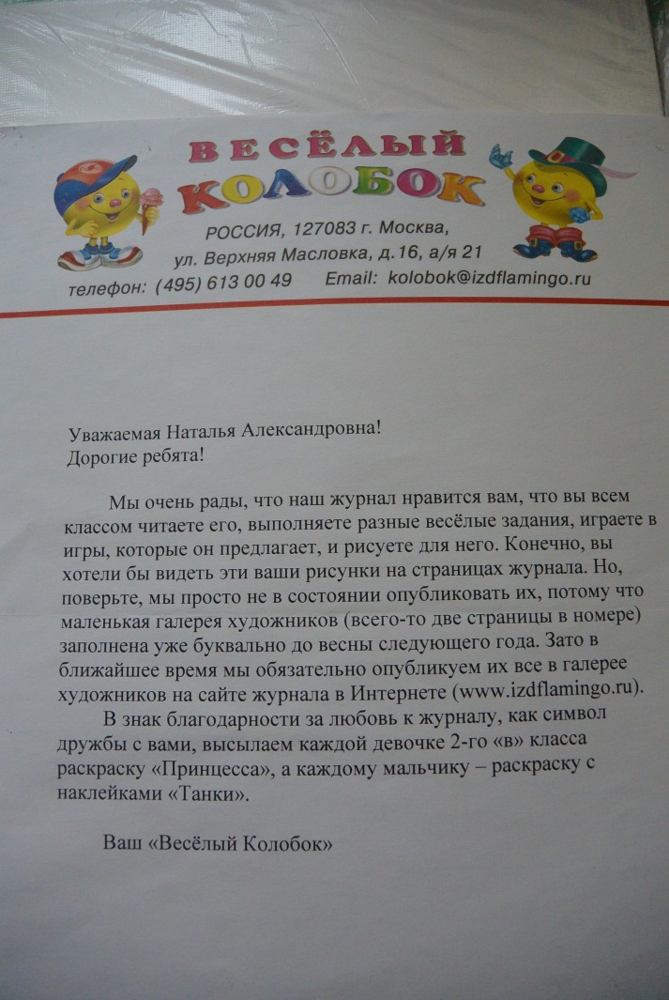 ВЕСЁЛЫЙ
КОЛОБОК
РОССИЯ, 127083 г. Москва,
ул. Верхняя Масловка, д.16, а/я 21
телефон: (495) 613 00 49 Email: kolobok@izdflamingo.ru
Уважаемая Наталья Александровна!
Дорогие ребята!
Мы очень рады, что наш журнал нравится вам, что вы всем
классом читаете его, выполняете разные весёлые задания, играете в
игры, которые он предлагает, и рисуете для него. Конечно, вы
хотели бы видеть эти ваши рисунки на страницах журнала. Но,
поверьте, мы просто не в состоянии опубликовать их, потому что
маленькая галерея художников (всего-то две страницы в номере)
заполнена уже буквально до весны следующего года. Зато в
ближайшее время мы обязательно опубликуем их все в галерее
художников на сайте журнала в Интернете (www.izdflamingo.ru).
В знак благодарности за любовь к журналу, как символ
дружбы с вами, высылаем каждой девочке 2-го «в» класса
раскраску «Принцесса», а каждому мальчику – раскраску с
наклейками «Танки».
Ваш «Весёлый Колобок»